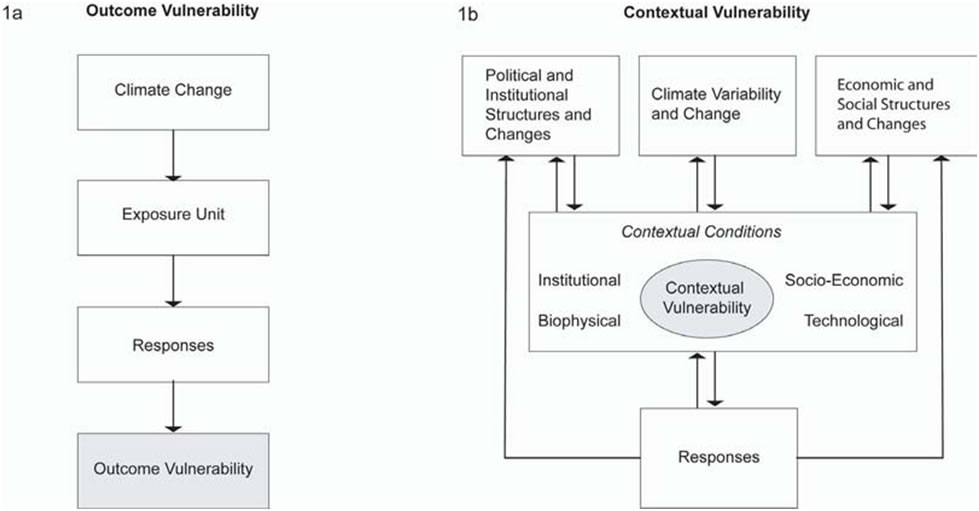 1a
Outcome Vulnerability
Climate Change
Exposure Unit
Responses
Outcome Vulnerability
1b
Contextual Vulnerability
Political and
Institutional
Structures and
Changes
Climate Variability
and Change
Economic and
Social Structures
and Changes
Contextual Conditions
Institutional
Biophysical
Contextual
Vulnerability
Socio-Economic
Technological
Responses